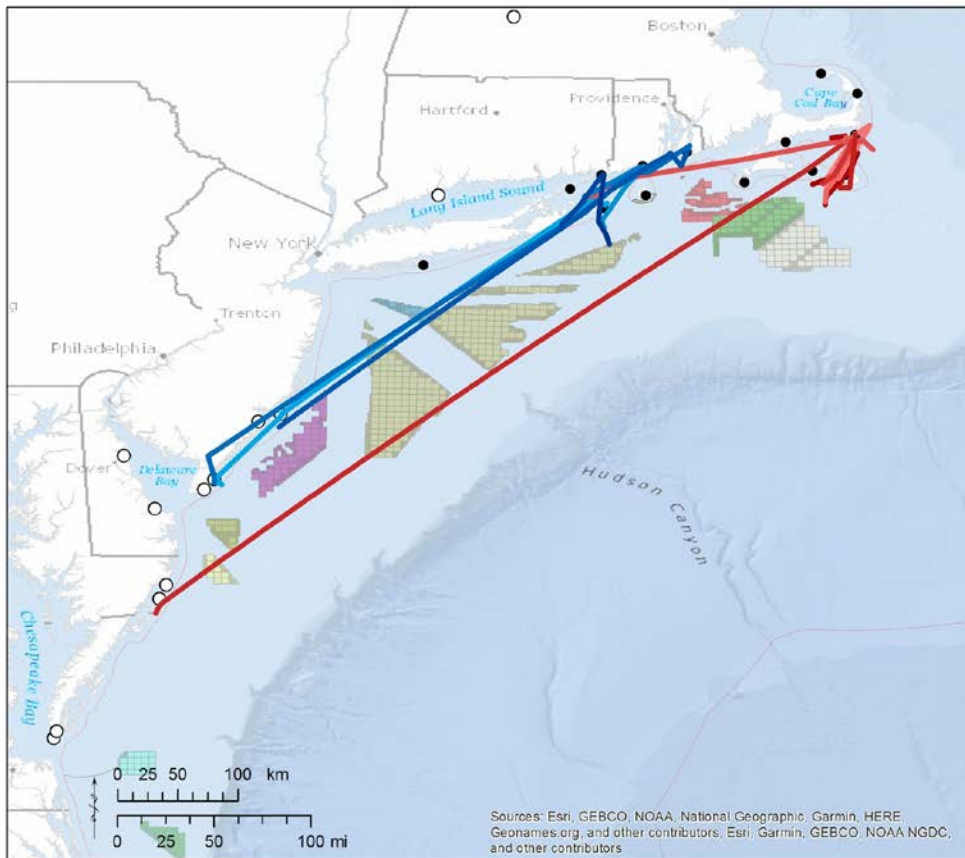 Boston
Cape
Cod Bay
Providence
Hartford
Long Island Sound
New York
g
Trenton
Philadelphia
Dover
Delaware
Bay
Hudson Canyon
Chesapeake Bay
0 25 50 100 km
0 25 50 100 mi
Sources: Esri, GEBCO, NOAA, National Geographic, Garmin, HERE,
Geonames.org, and other contributors, Esri, Garmin, GEBCO, NOAA NGDC,
and other contributors